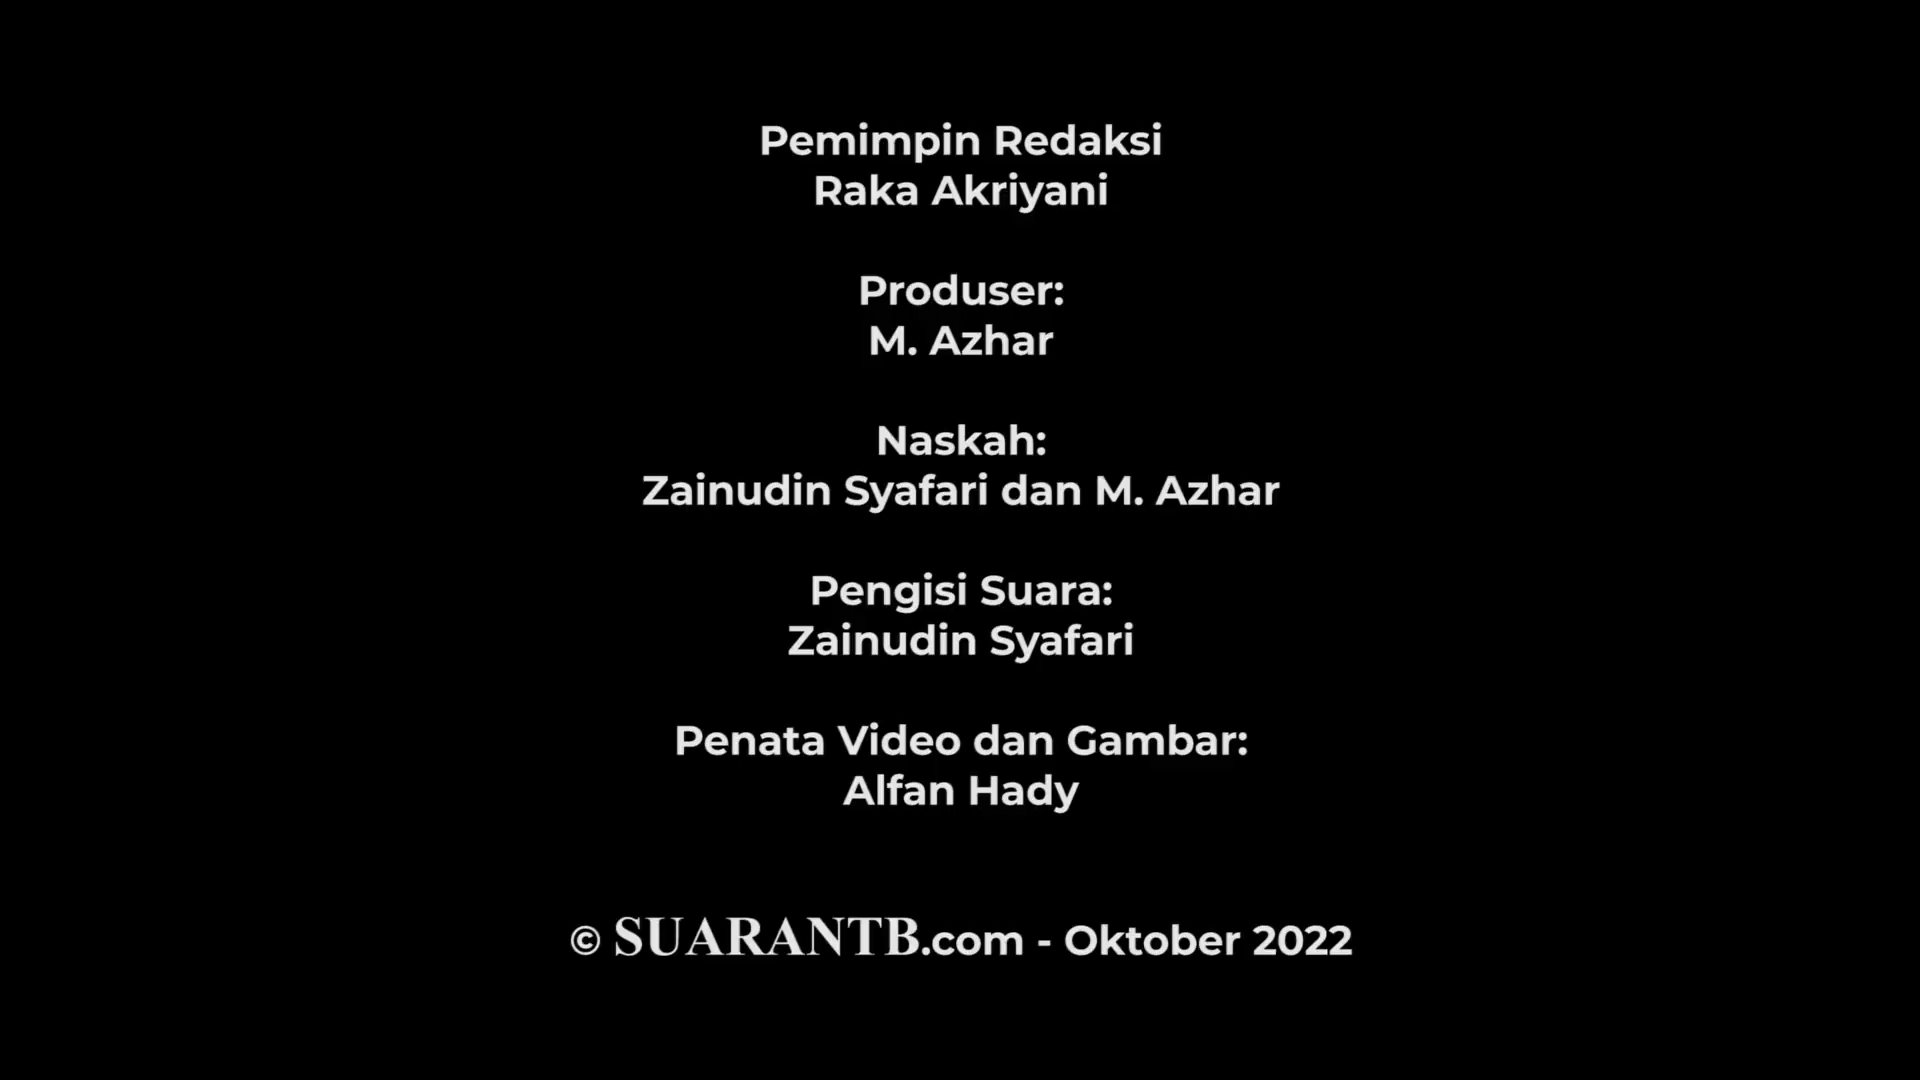 Pemimpin Redaksi
Raka Akriyani
Produser:
M. Azhar
Naskah:
Zainudin Syafari dan M. Azhar
Pengisi Suara:
Zainudin Syafari
Penata Video dan Gambar:
Alfan Hady
© SUARANTB.com - Oktober 2022